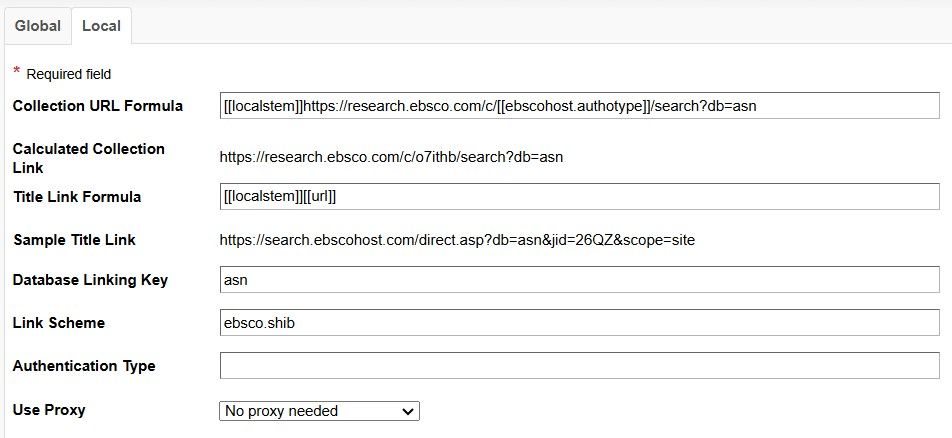 Global Local
* Required field
Collection URL Formula [[localstem]]https://research.ebsco.com/c/[[ebscohost.authotype]]/search?db=asn
Calculated Collection
Link https://research.ebsco.com/c/o7ithb/search?db=asn
Title Link Formula [[localstem]][[url]]
Sample Title Link https://search.ebscohost.com/direct.asp?db=asn&jid=26QZ&scope=site
Database Linking Key asn
Link Scheme ebsco.shib
Authentication Type
Use Proxy No proxy needed